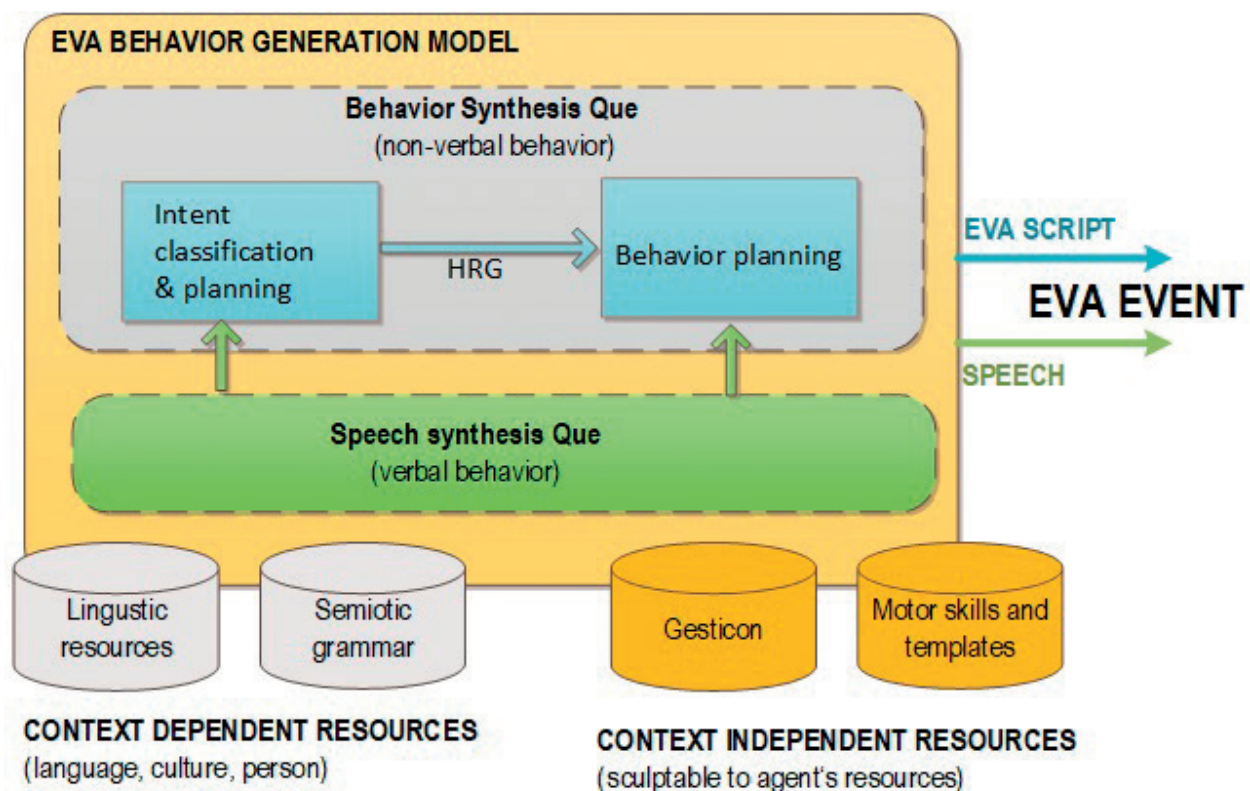 EVA BEHAVIOR GENERATION MODEL
Behavior Synthesis Que
(non-verbal behavior)
Intent
classification
& planning
HRG
Behavior planning
EVA SCRIPT
EVA EVENT
SPEECH
Speech synthesis Que
(verbal behavior)
Lingustic
resources
Semiotic
grammar
Gesticon
Motor skills and
templates
CONTEXT DEPENDENT RESOURCES
(language, culture, person)
CONTEXT INDEPENDENT RESOURCES
(sculptable to agent's resources)